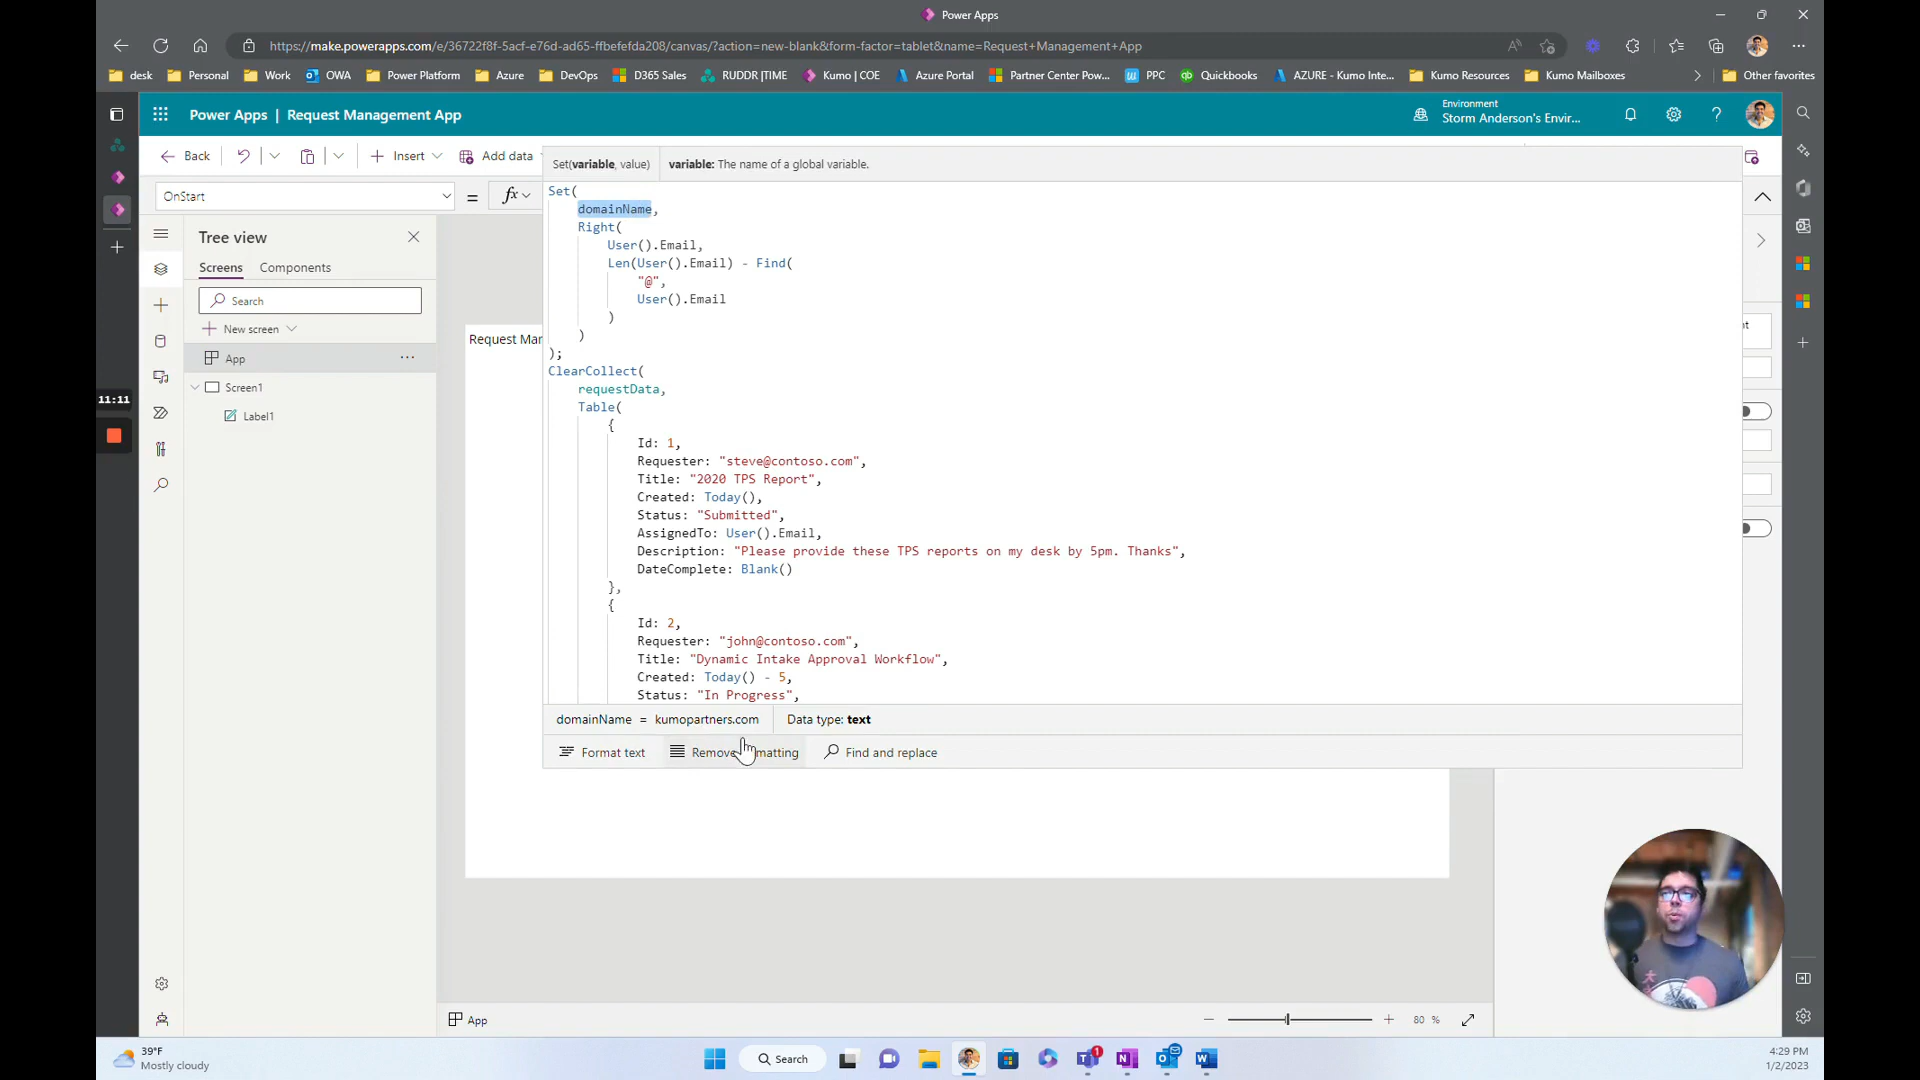 Power Apps
https://make.powerapps.com/e/36722f8f-5acf-e76d-ad65-ffbefefda208/canvas/?action=new-blank&form-factor=tablet&name=Request+Management+App
desk Personal Work OWA Power Platform Azure DevOps D365 Sales RUDDR |TIME Kumo | COE Azure Portal Partner Center Pow... PPC Quickbooks AZURE - Kumo Inte... Kumo Resources Kumo Mailboxes Other favorites
Power Apps | Request Management App
Environment
Storm Anderson's Envir...
Back Insert Add data
Set(variable, value) variable: The name of a global variable.
OnStart = fx
Set(
domainName,
Right(
User().Email,
Len(User().Email) - Find(
"@",
User().Email
)
)
);
ClearCollect(
requestData,
Table(
{
Id: 1,
Requester: "steve@contoso.com",
Title: "2020 TPS Report",
Created: Today(),
Status: "Submitted",
AssignedTo: User().Email,
Description: "Please provide these TPS reports on my desk by 5pm. Thanks",
DateComplete: Blank()
},
{
Id: 2,
Requester: "john@contoso.com",
Title: "Dynamic Intake Approval Workflow",
Created: Today() - 5,
Status: "In Progress",
domainName = kumopartners.com Data type: text
Format text Remove matting Find and replace
Tree view
Screens Components
Search
New screen
App
Screen1
Label1
11:11
Request Mar
nt
App
80 %
39°F
Mostly cloudy
Search
1
4:29 PM
1/2/2023